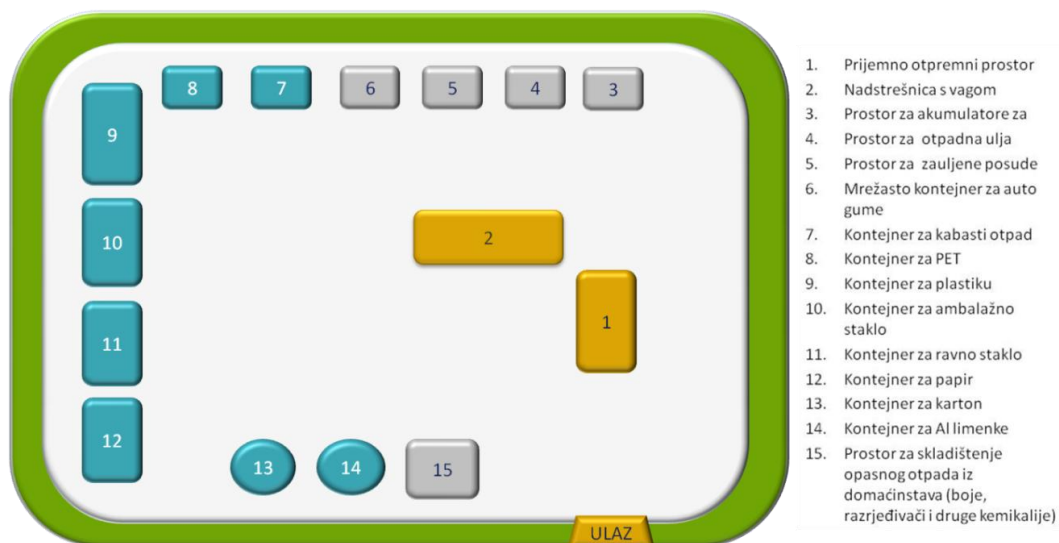 8
7
6
5
4
3
9
10
2
11
1
12
13
14
15
ULAZ
1. Prijemno otpremni prostor
2. Nadstrešnica s vagom
3. Prostor za akumulatore za
4. Prostor za otpadna ulja
5. Prostor za zauljene posude
6. Mrežasto kontejner za auto
gume
7. Kontejner za kabasti otpad
8. Kontejner za PET
9. Kontejner za plastiku
10. Kontejner za ambalažno
staklo
11. Kontejner za ravno staklo
12. Kontejner za papir
13. Kontejner za karton
14. Kontejner za Al limenke
15. Prostor za skladištenje
opasnog otpada iz
domaćinstava (boje,
razrjeđivači i druge kemikalije)